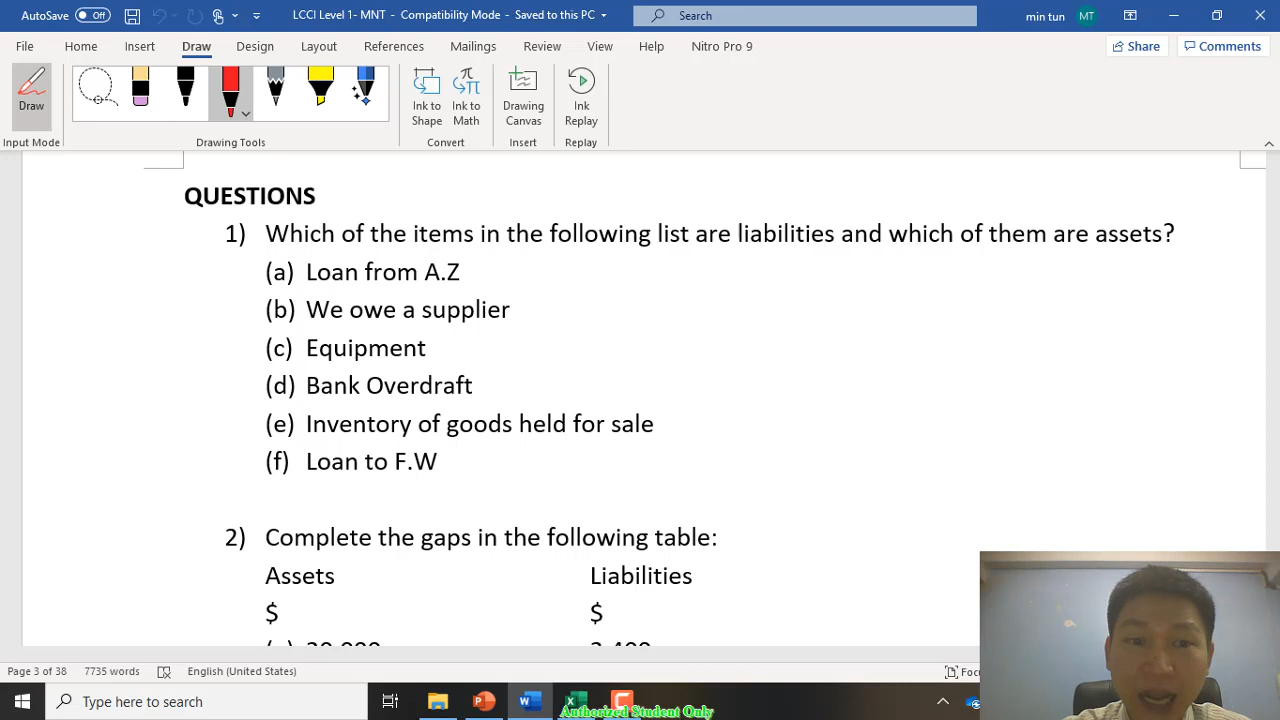 AutoSave Off LCCI Level 1- MNT - Compatibility Mode - Saved to this PC Search min tun MT
File Home Insert Draw Design Layout References Mailings Review View Help Nitro Pro 9 Share Comments
Draw Ink to Shape Ink to Math Drawing Canvas Ink Replay
Input Mode Drawing Tools Convert Insert Replay
QUESTIONS
1) Which of the items in the following list are liabilities and which of them are assets?
(a) Loan from A.Z
(b) We owe a supplier
(c) Equipment
(d) Bank Overdraft
(e) Inventory of goods held for sale
(f) Loan to F.W
2) Complete the gaps in the following table:
Assets Liabilities
$ $
Page 3 of 38 7735 words English (United States) Focu
Type here to search
Authorized Student Only